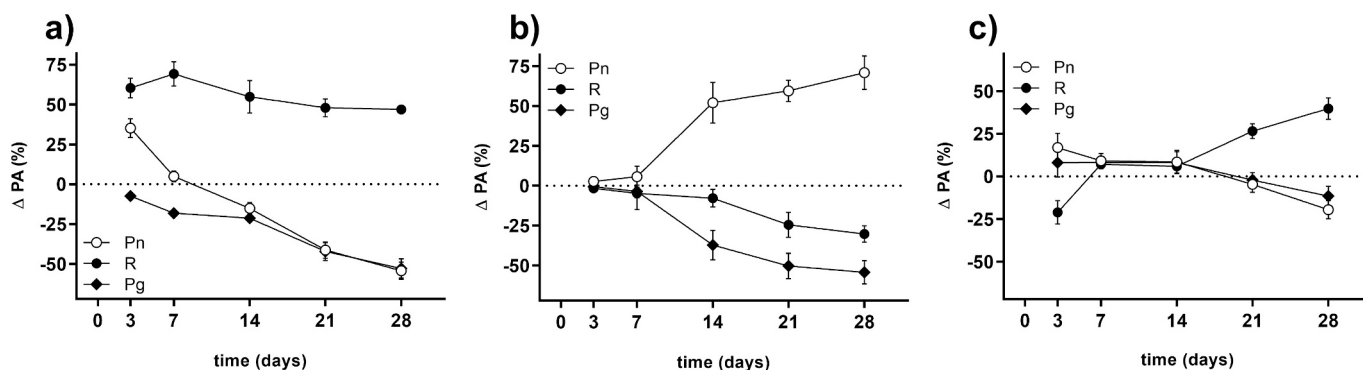 a)
Δ PA (%)
75
50
25
0
-25
-50
Pn
R
Pg
0 3 7 14 21 28
time (days)
b)
Δ PA (%)
75
50
25
0
-25
-50
Pn
R
Pg
0 3 7 14 21 28
time (days)
c)
Δ PA (%)
50
25
0
-25
-50
Pn
R
Pg
0 3 7 14 21 28
time (days)